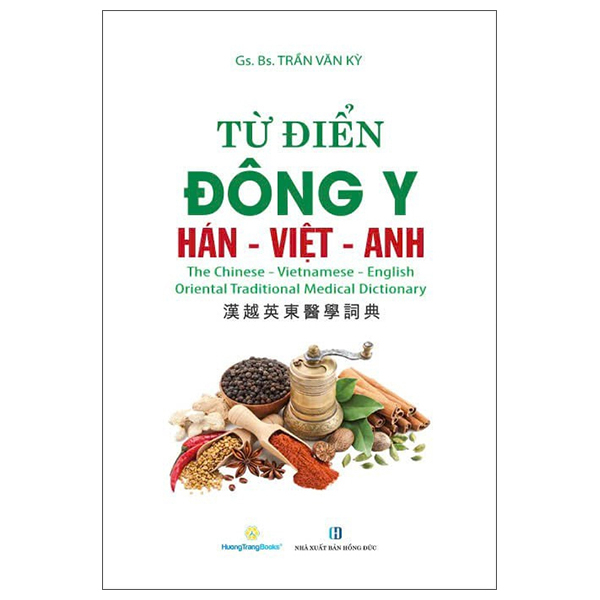 Gs. Bs. TRẦN VĂN KỲ
TỪ ĐIỂN
ĐÔNG Y
HÁN - VIỆT - ANH
The Chinese - Vietnamese - English
Oriental Traditional Medical Dictionary
漢越英東醫學詞典
HuongTrangBooks
NHÀ XUẤT BẢN HỒNG ĐỨC